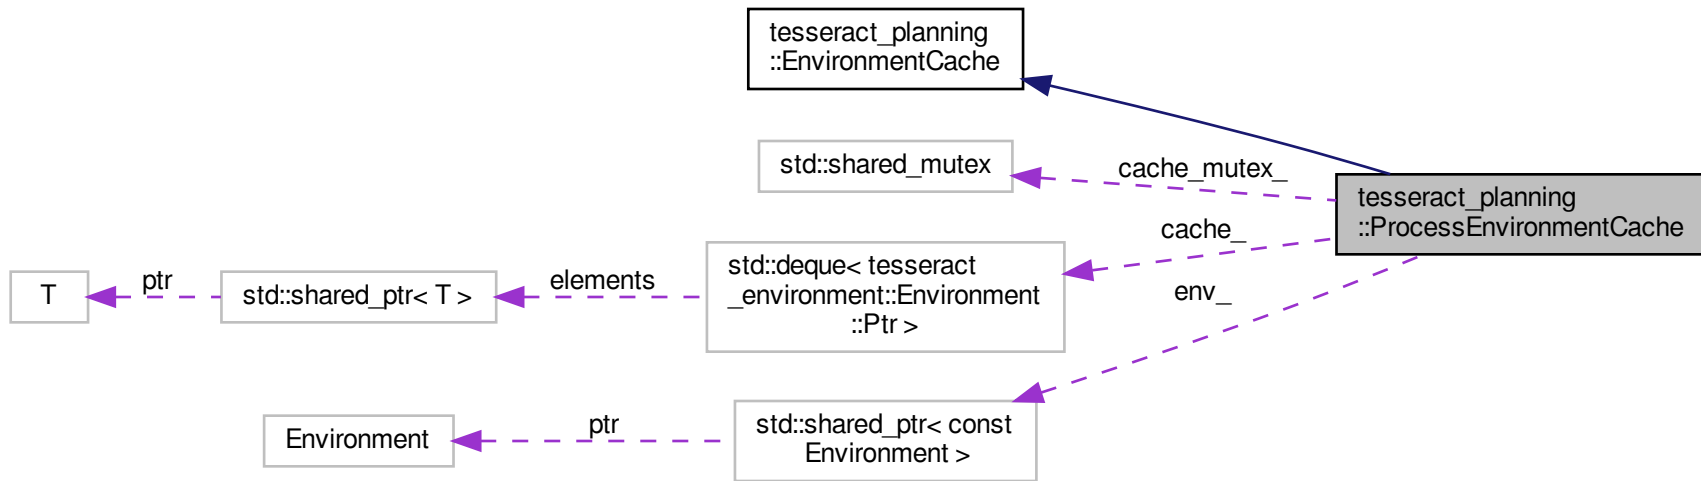 tesseract_planning
::EnvironmentCache
std::shared_mutex
cache_mutex_
tesseract_planning
::ProcessEnvironmentCache
cache_
std::deque< tesseract
_environment::Environment
::Ptr >
elements
std::shared_ptr< T >
ptr
T
env_
std::shared_ptr< const
Environment >
ptr
Environment